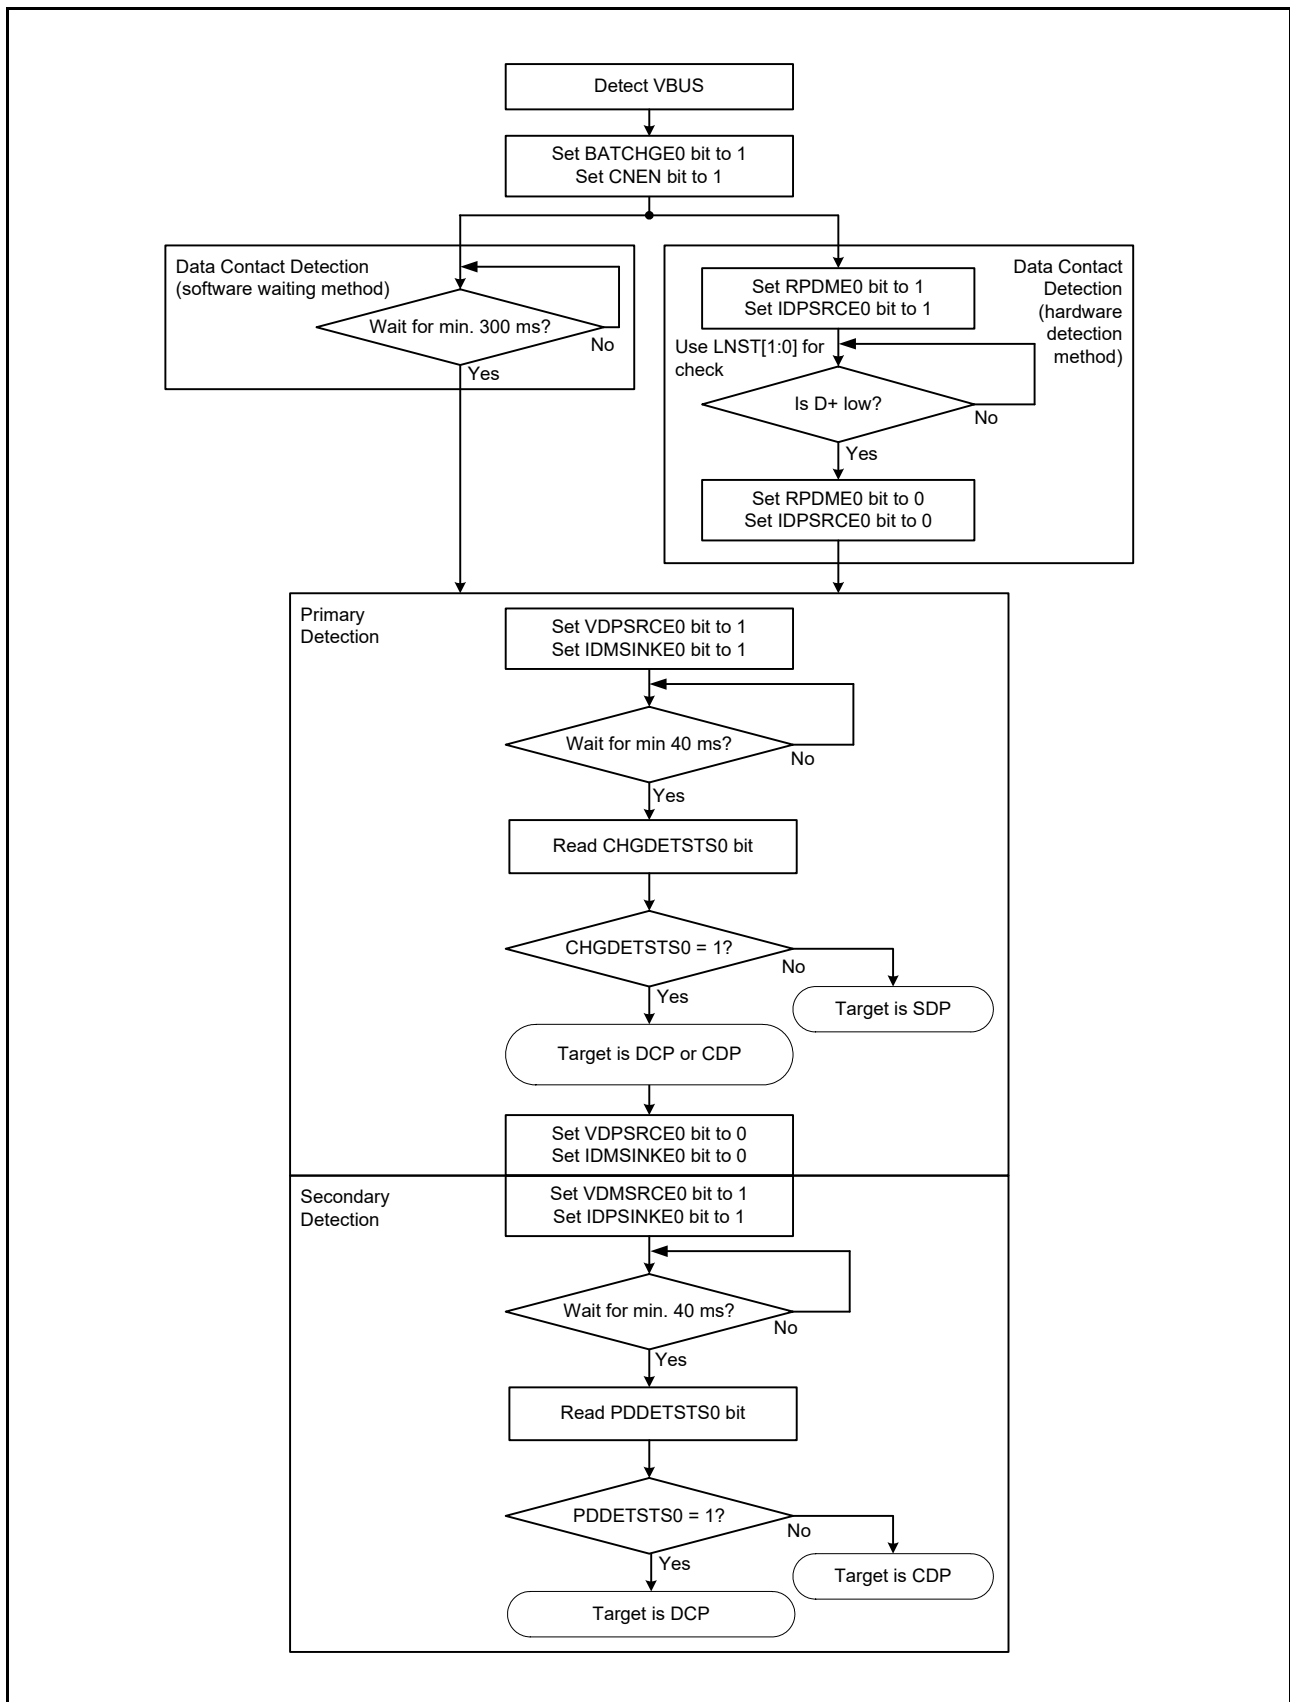 Detect VBUS
Set BATCHGE0 bit to 1
Set CNEN bit to 1
Data Contact Detection
(software waiting method)
Wait for min. 300 ms?
No
Yes
Data Contact
Detection
(hardware
detection
method)
Set RPDME0 bit to 1
Set IDPSRCE0 bit to 1
Use LNST[1:0] for
check
Is D+ low?
No
Yes
Set RPDME0 bit to 0
Set IDPSRCE0 bit to 0
Primary
Detection
Set VDPSRCE0 bit to 1
Set IDMSINKE0 bit to 1
Wait for min 40 ms?
No
Yes
Read CHGDETSTS0 bit
CHGDETSTS0 = 1?
No
Yes
Target is SDP
Target is DCP or CDP
Set VDPSRCE0 bit to 0
Set IDMSINKE0 bit to 0
Secondary
Detection
Set VDMSRCE0 bit to 1
Set IDPSINKE0 bit to 1
Wait for min. 40 ms?
No
Yes
Read PDDETSTS0 bit
PDDETSTS0 = 1?
No
Yes
Target is CDP
Target is DCP